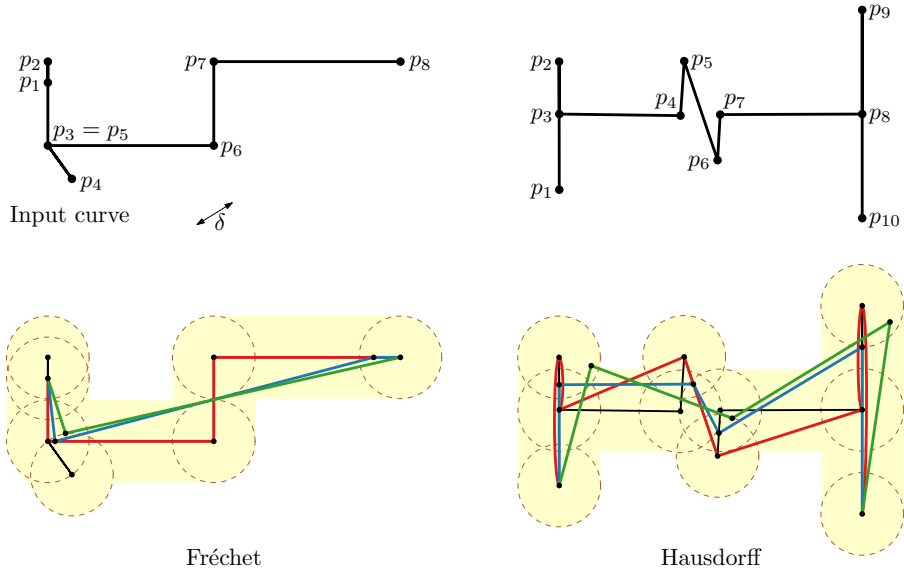 p₂
p₁
p₃ = p₅
p₄
p₇
p₆
p₈
Input curve
δ
p₂
p₃
p₁
p₅
p₄
p₇
p₆
p₉
p₈
p₁₀
Fréchet
Hausdorff